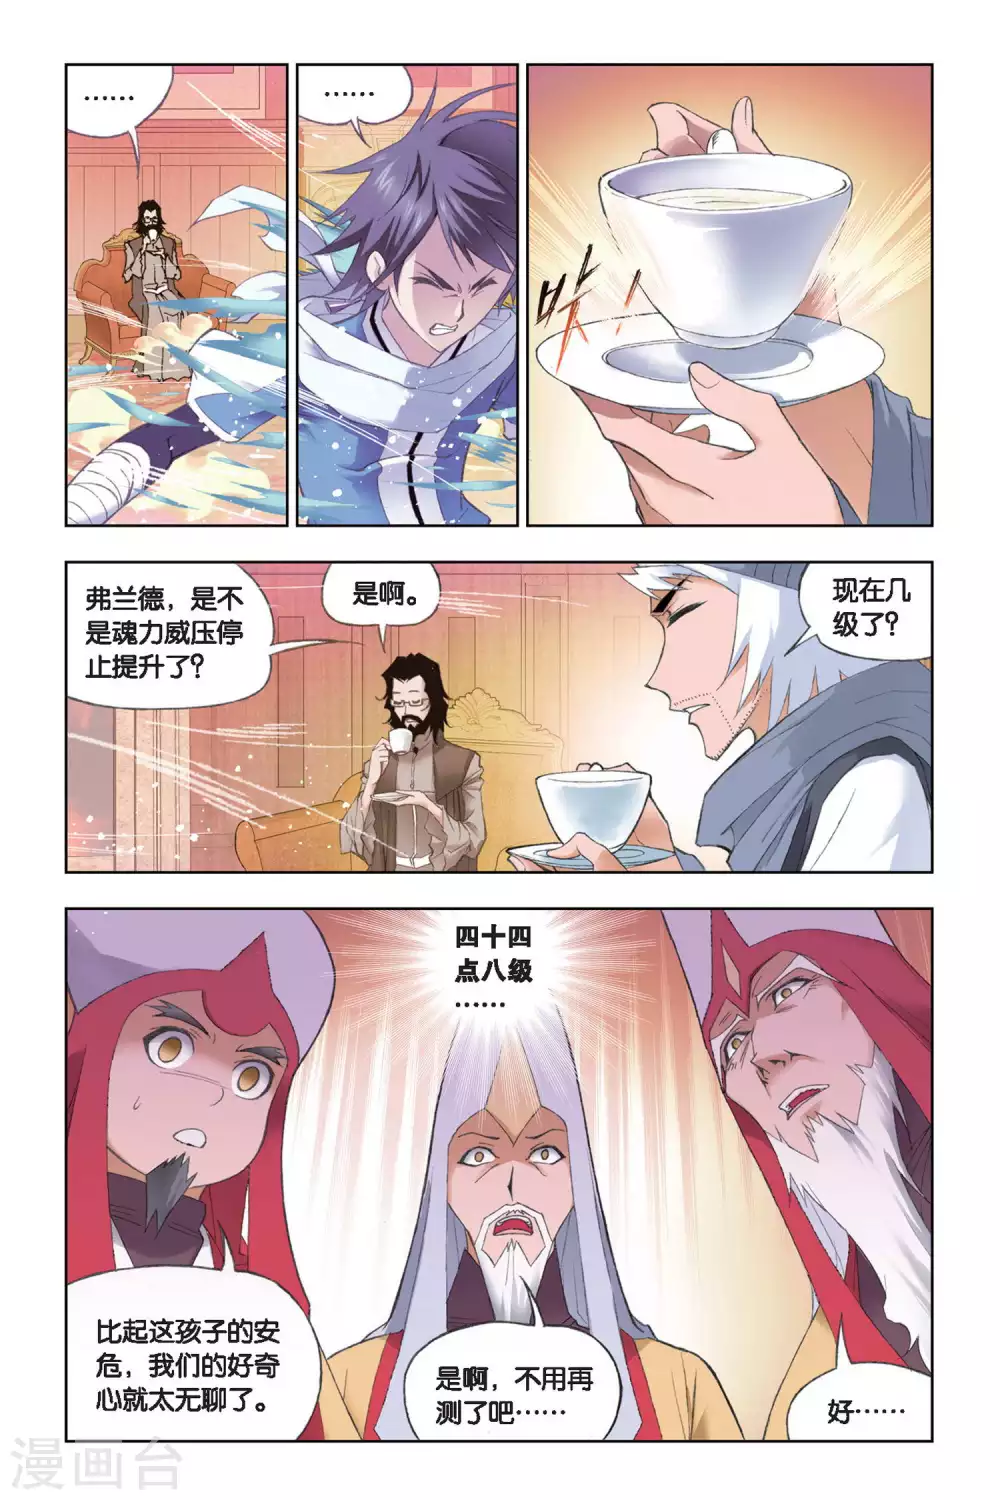 ……
……
弗兰德，是不
是魂力威压停
止提升了？
是啊。
现在几
级了？
四十四
点八级
……
比起这孩子的安
危，我们的好奇
心就太无聊了。
是啊，不用再
测了吧……
好……
漫画台